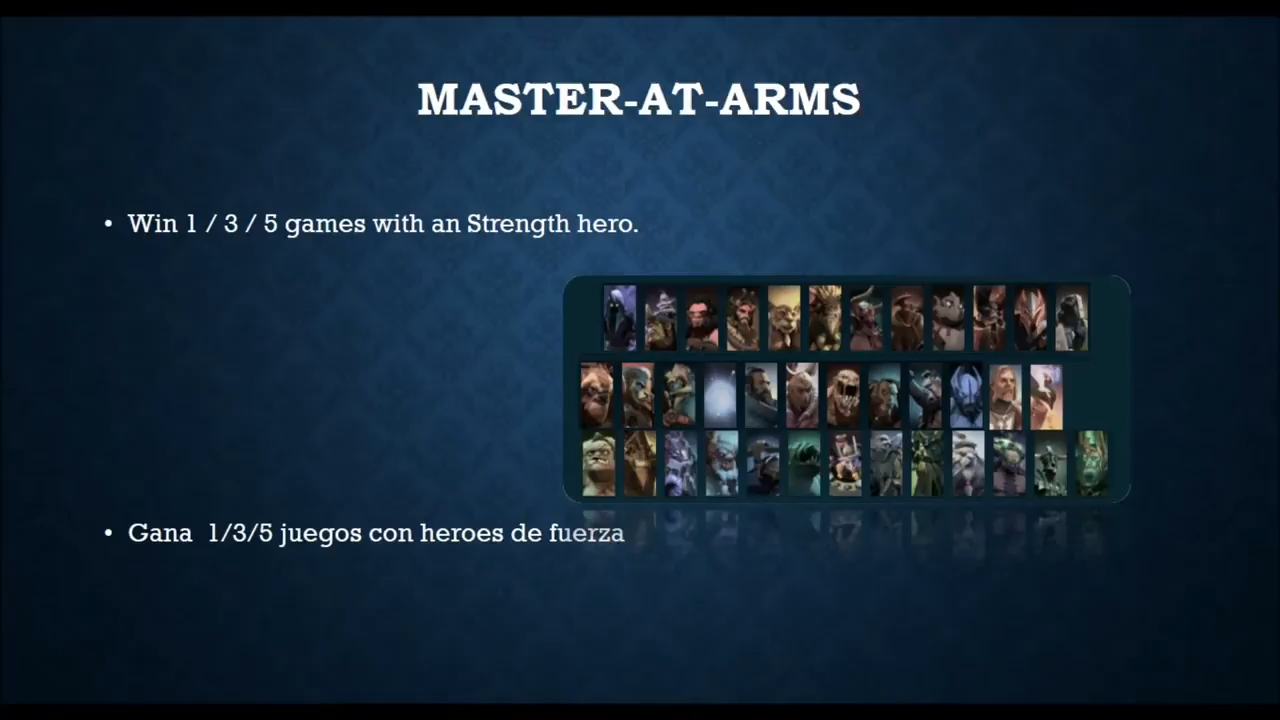 MASTER-AT-ARMS
• Win 1 / 3 / 5 games with an Strength hero.
• Gana 1/3/5 juegos con heroes de fuerza